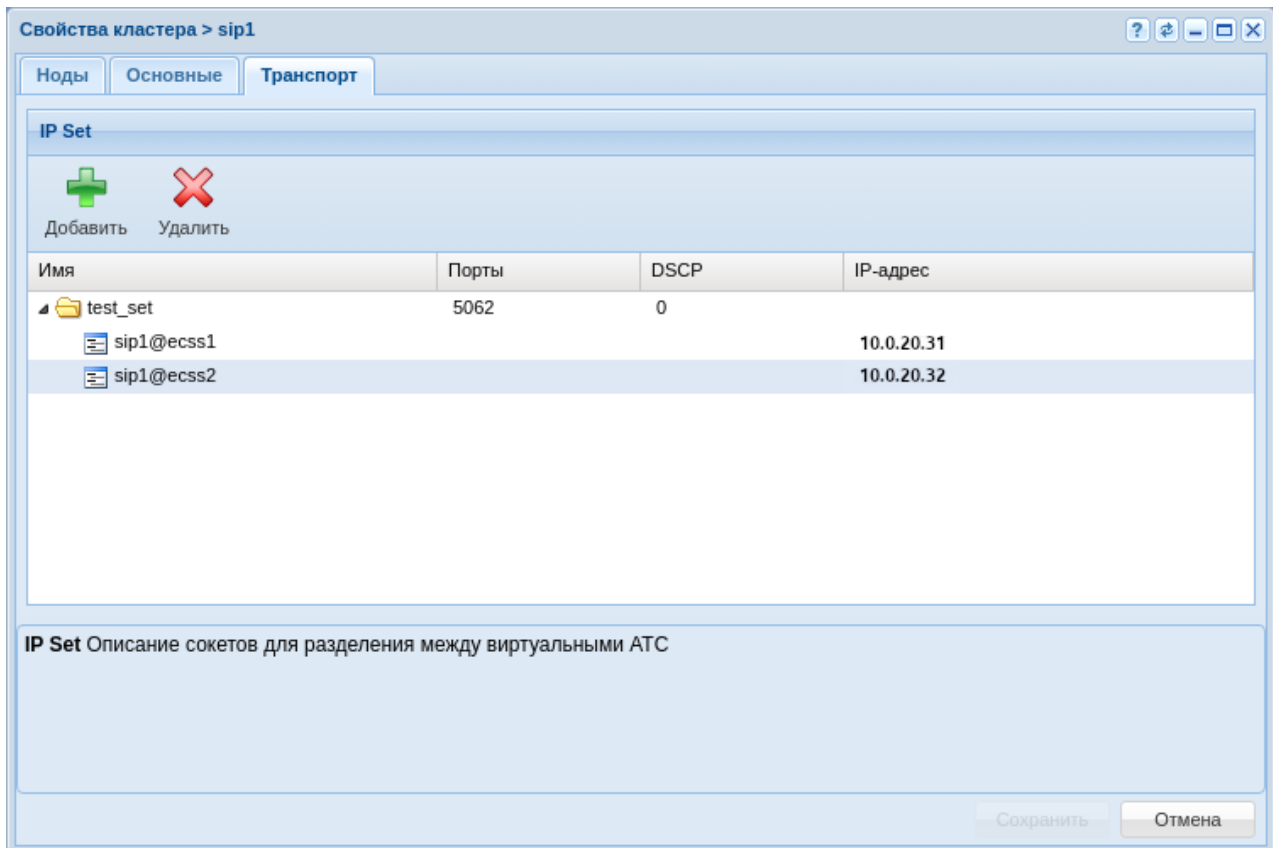 Свойства кластера > sip1
Ноды Основные Транспорт
IP Set
Добавить Удалить
Имя Порты DSCP IP-адрес
test_set 5062 0
sip1@ecss1 10.0.20.31
sip1@ecss2 10.0.20.32
IP Set Описание сокетов для разделения между виртуальными АТС
Сохранить Отмена